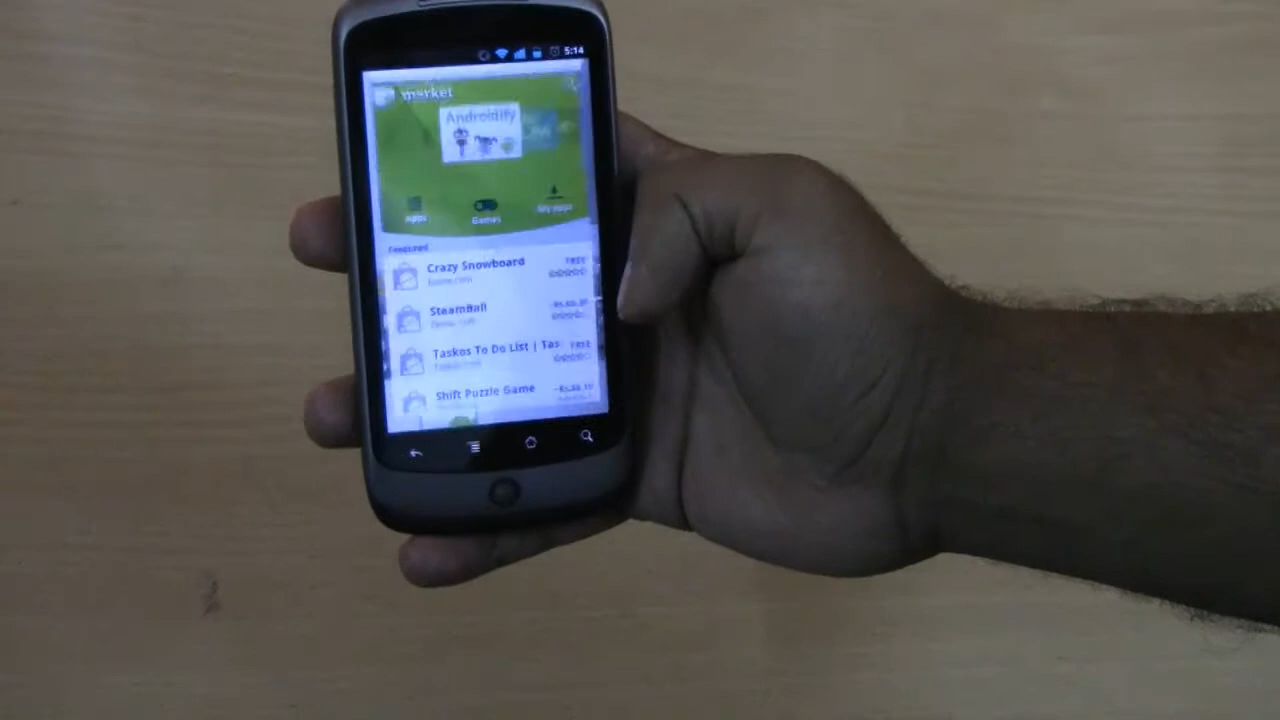 5:14
market
Androidify
Apps
Games
My apps
Featured
Crazy Snowboard
FREE
SteamBall
Taskos To Do List | Tas
FREE
Shift Puzzle Game